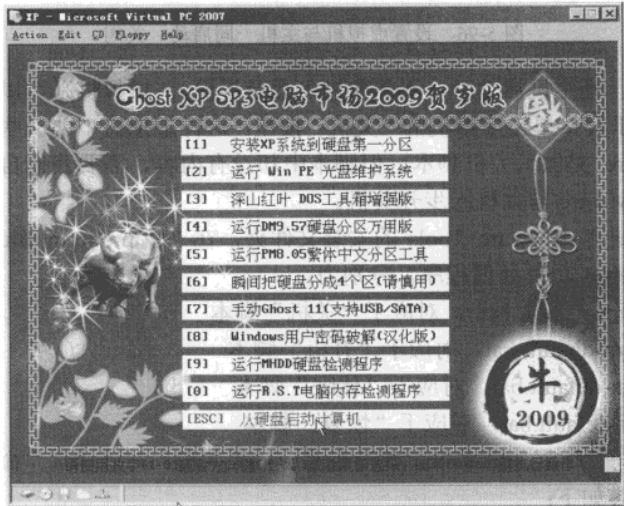 XP - Microsoft Virtual PC 2007
Action Edit CD Floppy Help
Ghost XP SP3电脑市场2009贺岁版
福
[1] 安装XP系统到硬盘第一分区
[2] 运行 Win PE 光盘维护系统
[3] 深山红叶 DOS工具箱增强版
[4] 运行DM9.57硬盘分区万用版
[5] 运行PM8.05繁体中文分区工具
[6] 瞬间把硬盘分成4个区(请慎用)
[7] 手动Ghost 11(支持USB/SATA)
[8] Windows用户密码破解(汉化版)
[9] 运行MHDD硬盘检测程序
[0] 运行R.S.T电脑内存检测程序
[ESC] 从硬盘启动计算机
牛
2009